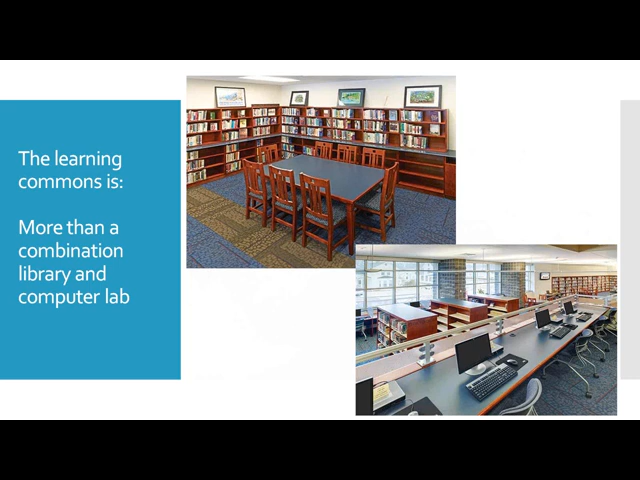 The learning
commons is:
More than a
combination
library and
computer lab